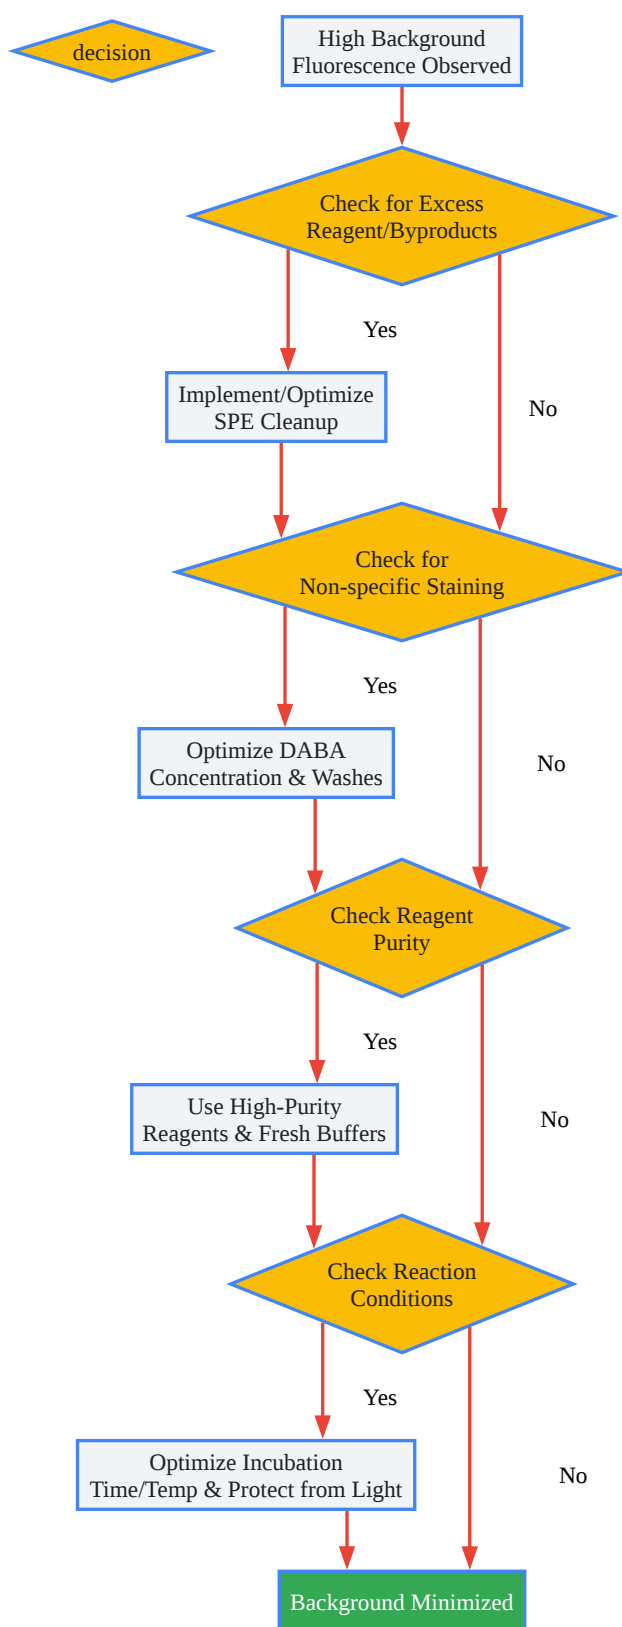 decision
High Background
Fluorescence Observed
Check for Excess
Reagent/Byproducts
Yes
Implement/Optimize
SPE Cleanup
No
Check for
Non-specific Staining
Yes
Optimize DABA
Concentration & Washes
No
Check Reagent
Purity
Yes
Use High-Purity
Reagents & Fresh Buffers
No
Check Reaction
Conditions
Yes
Optimize Incubation
Time/Temp & Protect from Light
No
Background Minimized